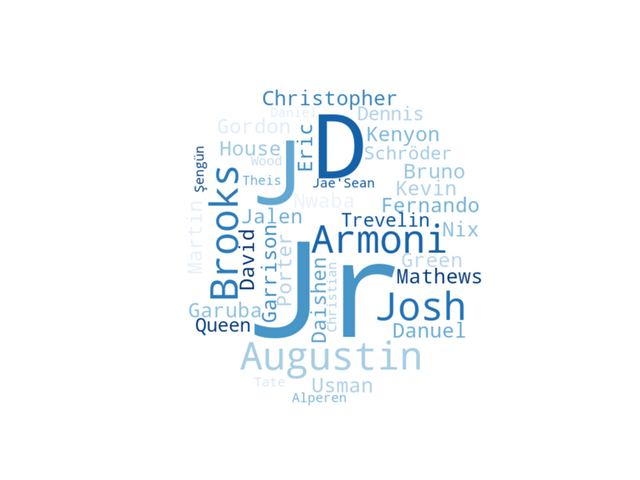 Christopher
Daniel
Dennis
Gordon
J
D
Eric
Kenyon
House
Schröder
Wood
Şengün
Theis
Jae'Sean
Bruno
Kevin
Brooks
Nwaba
Fernando
Martin
Jalen
Trevelin
Nix
David
Garrison
Porter
Armoni
Green
Daishen
Christian
Jr
Mathews
Garuba
Josh
Queen
Danuel
Augustin
Tate
Usman
Alperen